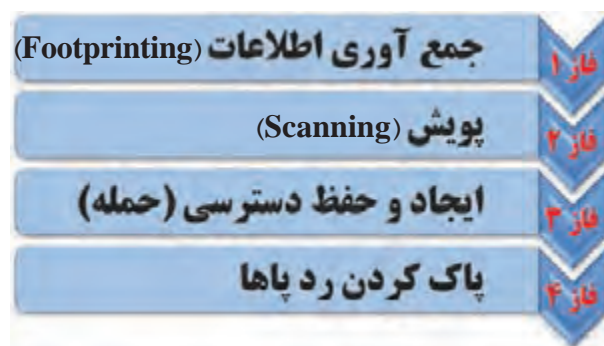 فاز ۱ جمع آوری اطلاعات (Footprinting)
فاز ۲ پویش (Scanning)
فاز ۳ ایجاد و حفظ دسترسی (حمله)
فاز ۴ پاک کردن رد پاها